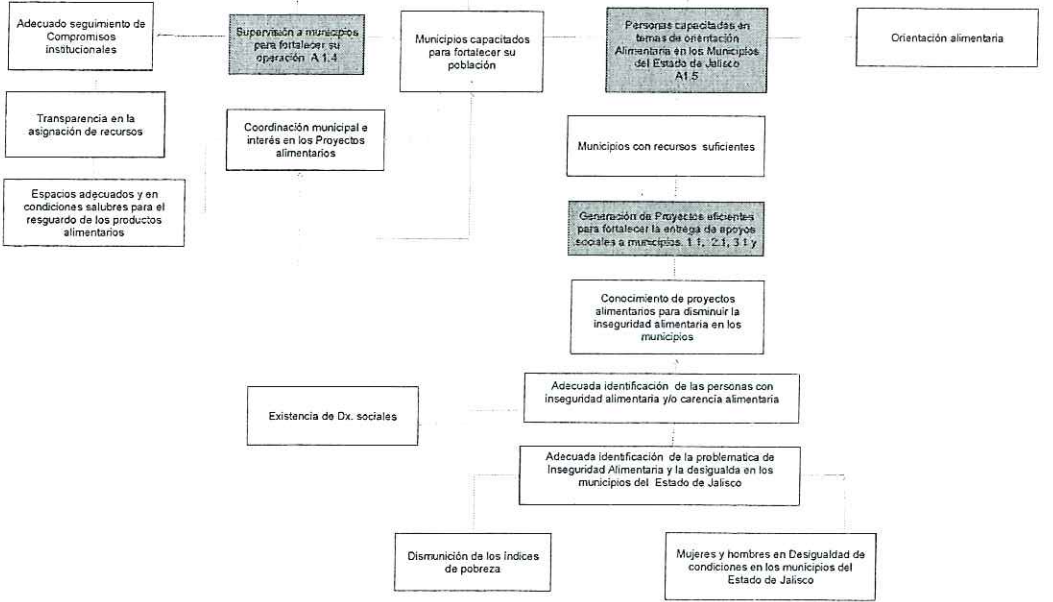 Adecuado seguimiento de
Compromisos
institucionales
Supervisión a municipios
para fortalecer su
operación A 1.4
Municipios capacitados
para fortalecer su
población
Personas capacitados en
temas de orientación
Alimentaria en los Municipios
del Estado de Jalisco
A1.5
Orientación alimentaria
Transparencia en la
asignación de recursos
Coordinación municipal e
interés en los Proyectos
alimentarios
Municipios con recursos suficientes
Espacios adecuados y en
condiciones salubres para el
resguardo de los productos
alimentarios
Generación de Proyectos eficientes
para fortalecer la entrega de apoyos
sociales a municipios. 1.1, 2.1, 3.1 y
Conocimiento de proyectos
alimentarios para disminuir la
inseguridad alimentaria en los
municipios
Adecuada identificación de las personas con
inseguridad alimentaria y/o carencia alimentaria
Existencia de Dx. sociales
Adecuada identificación de la problematica de
Inseguridad Alimentaria y la desigualda en los
municipios del Estado de Jalisco
Dismunición de los índices
de pobreza
Mujeres y hombres en Desigualdad de
condiciones en los municipios del
Estado de Jalisco